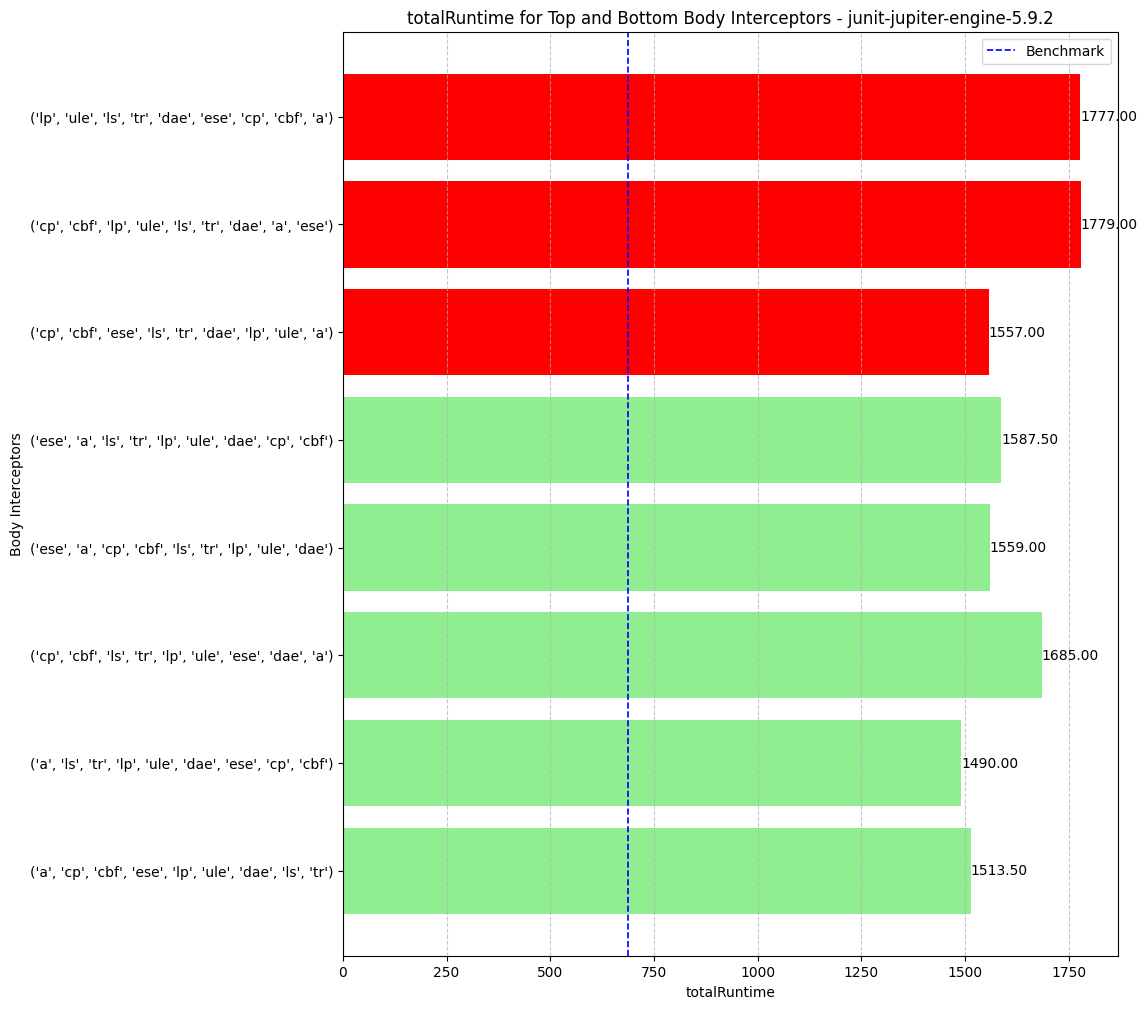 totalRuntime for Top and Bottom Body Interceptors - junit-jupiter-engine-5.9.2
Benchmark
('lp', 'ule', 'ls', 'tr', 'dae', 'ese', 'cp', 'cbf', 'a')
1777.00
('cp', 'cbf', 'lp', 'ule', 'ls', 'tr', 'dae', 'a', 'ese')
1779.00
('cp', 'cbf', 'ese', 'ls', 'tr', 'dae', 'lp', 'ule', 'a')
1557.00
('ese', 'a', 'ls', 'tr', 'lp', 'ule', 'dae', 'cp', 'cbf')
1587.50
('ese', 'a', 'cp', 'cbf', 'ls', 'tr', 'lp', 'ule', 'dae')
1559.00
('cp', 'cbf', 'ls', 'tr', 'lp', 'ule', 'ese', 'dae', 'a')
1685.00
('a', 'ls', 'tr', 'lp', 'ule', 'dae', 'ese', 'cp', 'cbf')
1490.00
('a', 'cp', 'cbf', 'ese', 'lp', 'ule', 'dae', 'ls', 'tr')
1513.50
Body Interceptors
0 250 500 750 1000 1250 1500 1750
totalRuntime